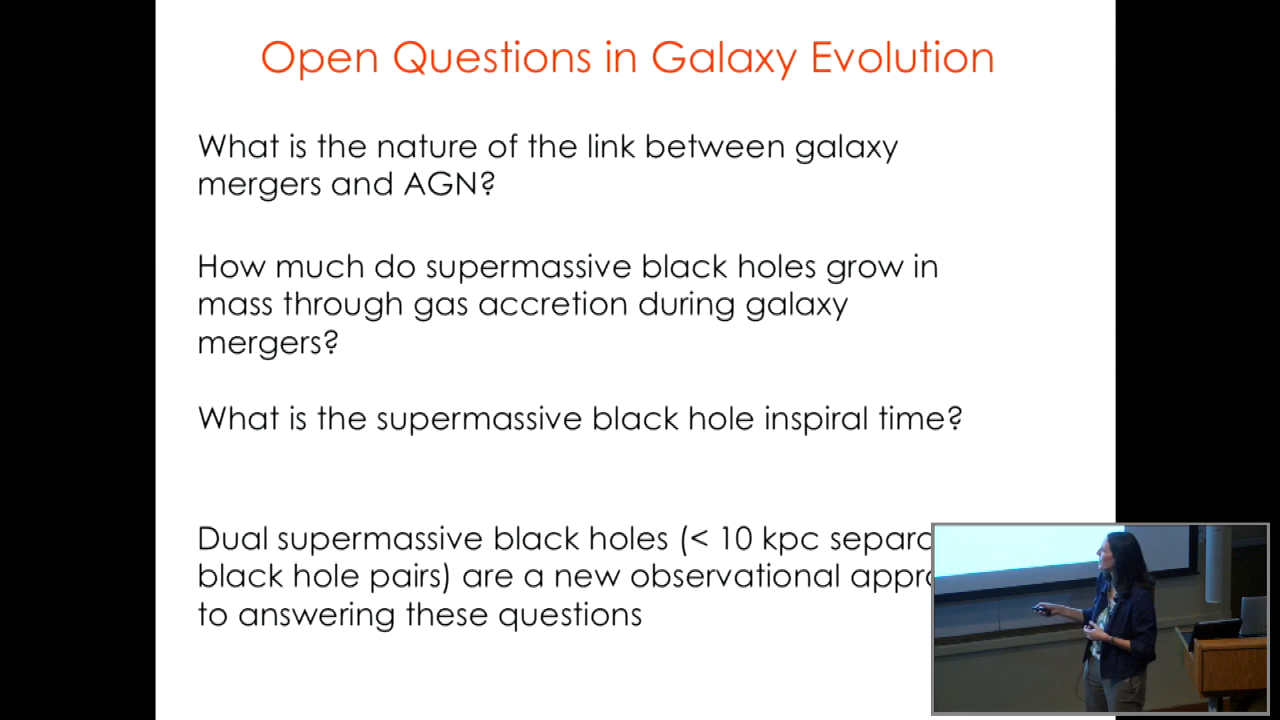 Open Questions in Galaxy Evolution
What is the nature of the link between galaxy
mergers and AGN?
How much do supermassive black holes grow in
mass through gas accretion during galaxy
mergers?
What is the supermassive black hole inspiral time?
Dual supermassive black holes (< 10 kpc
black hole pairs) are a new observational
to answering these questions